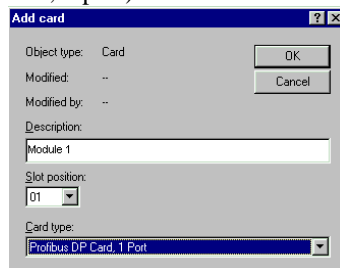 Add card
Object type: Card
OK
Modified: --
Cancel
Modified by: --
Description:
Module 1
Slot position:
01
Card type:
Profibus DP Card, 1 Port